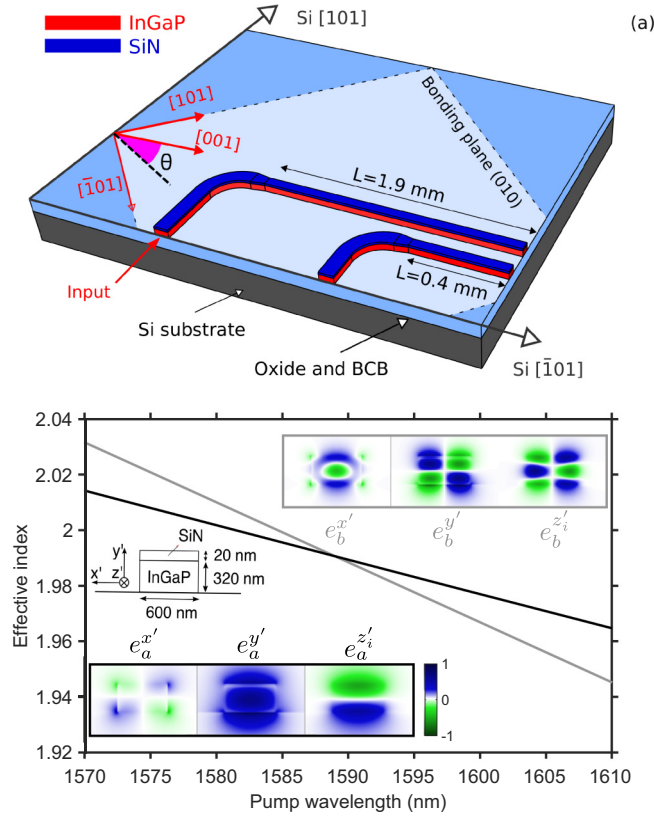 InGaP
SiN
Si [101]
(a)
[101]
[001]
θ
[1̅01]
Bonding plane (010)
L=1.9 mm
L=0.4 mm
Input
Si substrate
Oxide and BCB
Si [1̅01]
2.04
2.02
2
1.98
1.96
1.94
1.92
Effective index
e_b^{x'}
e_b^{y'}
e_b^{z'_i}
SiN
y'
20 nm
x'
z'
InGaP
320 nm
600 nm
e_a^{x'}
e_a^{y'}
e_a^{z'_i}
1
0
-1
1570
1575
1580
1585
1590
1595
1600
1605
1610
Pump wavelength (nm)